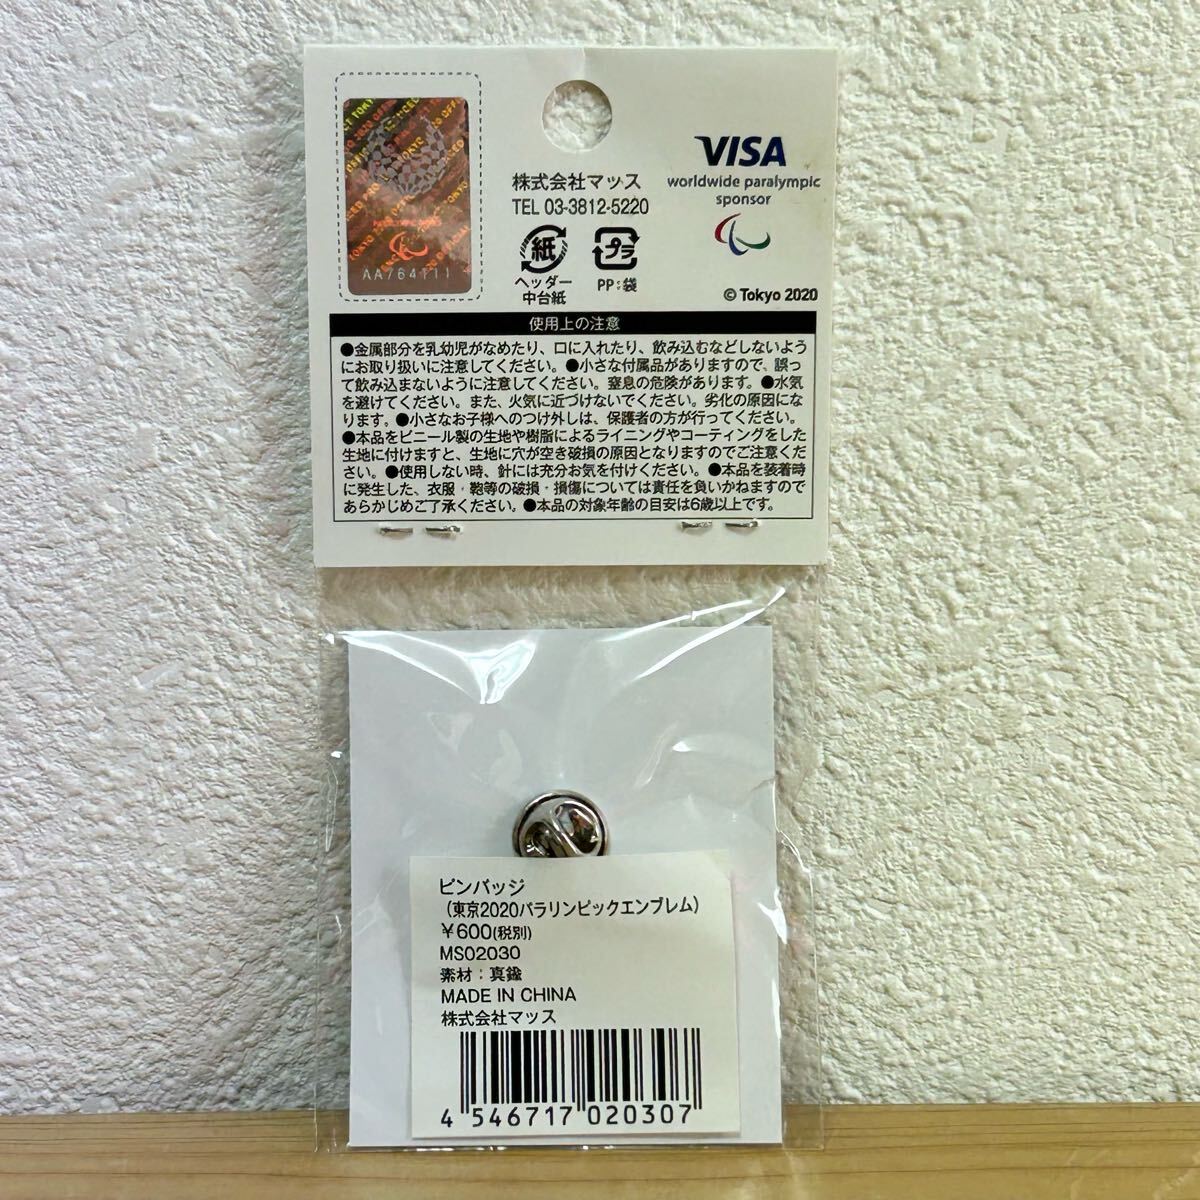 AA764111
株式会社マッス
TEL 03-3812-5220
紙
ヘッダー
中台紙
プラ
PP:袋
VISA
worldwide paralympic
sponsor
© Tokyo 2020
使用上の注意
●金属部分を乳幼児がなめたり、口に入れたり、飲み込むなどしないよう
にお取り扱いに注意してください。●小さな付属品がありますので、誤っ
て飲み込まないように注意してください。窒息の危険があります。●水気
を避けてください。また、火気に近づけないでください。劣化の原因にな
ります。●小さなお子様へのつけ外しは、保護者の方が行ってください。
●本品をビニール製の生地や樹脂によるライニングやコーティングをした
生地に付けますと、生地に穴が空き破損の原因となりますのでご注意くだ
さい。●使用しない時、針には充分お気を付けください。●本品を装着時
に発生した、衣服・鞄等の破損・損傷については責任を負いかねますので
あらかじめご了承ください。●本品の対象年齢の目安は6歳以上です。
ピンバッジ
（東京2020パラリンピックエンブレム）
￥600(税別)
MS02030
素材：真鍮
MADE IN CHINA
株式会社マッス
4 546717 020307